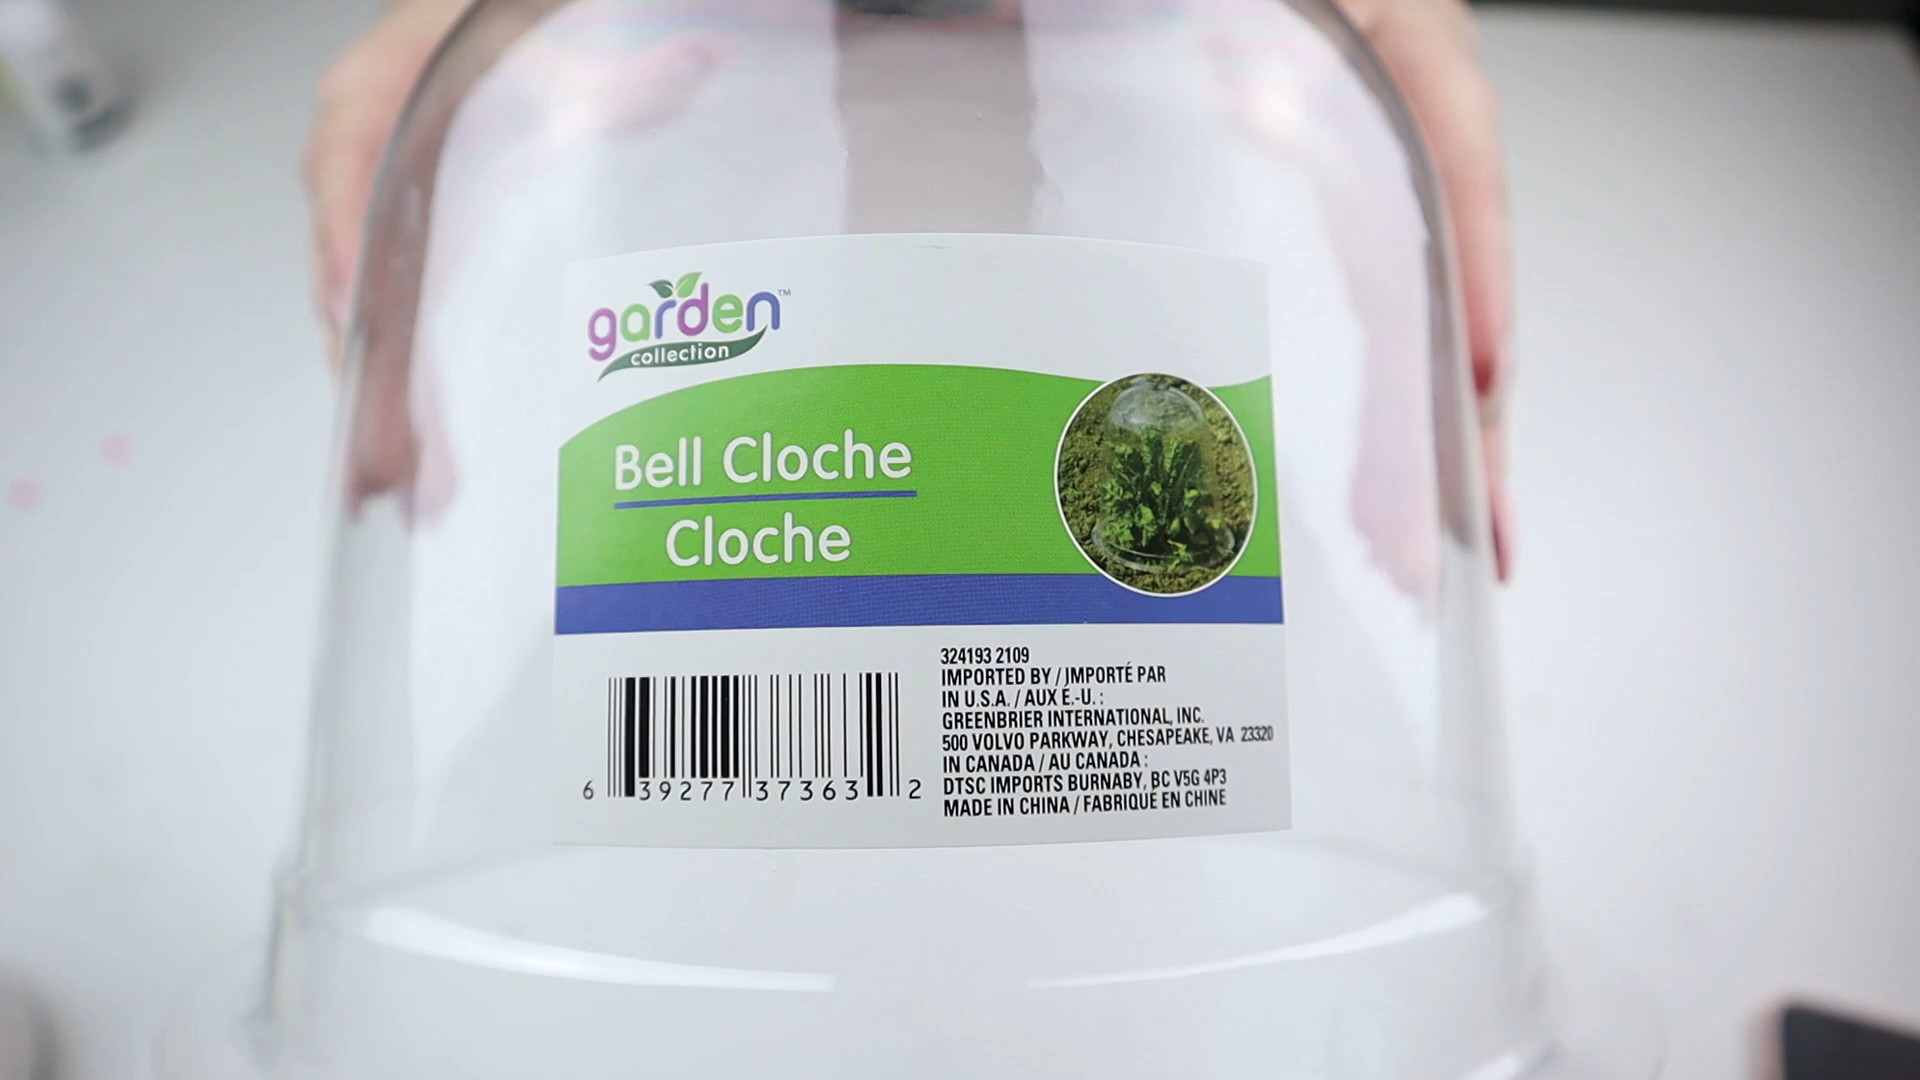 garden™
collection
Bell Cloche
Cloche
324193 2109
IMPORTED BY / IMPORTÉ PAR
IN U.S.A. / AUX É.-U. :
GREENBRIER INTERNATIONAL, INC.
500 VOLVO PARKWAY, CHESAPEAKE, VA 23320
IN CANADA / AU CANADA :
DTSC IMPORTS BURNABY, BC V5G 4P3
MADE IN CHINA / FABRIQUÉ EN CHINE
6 39277 37363 2